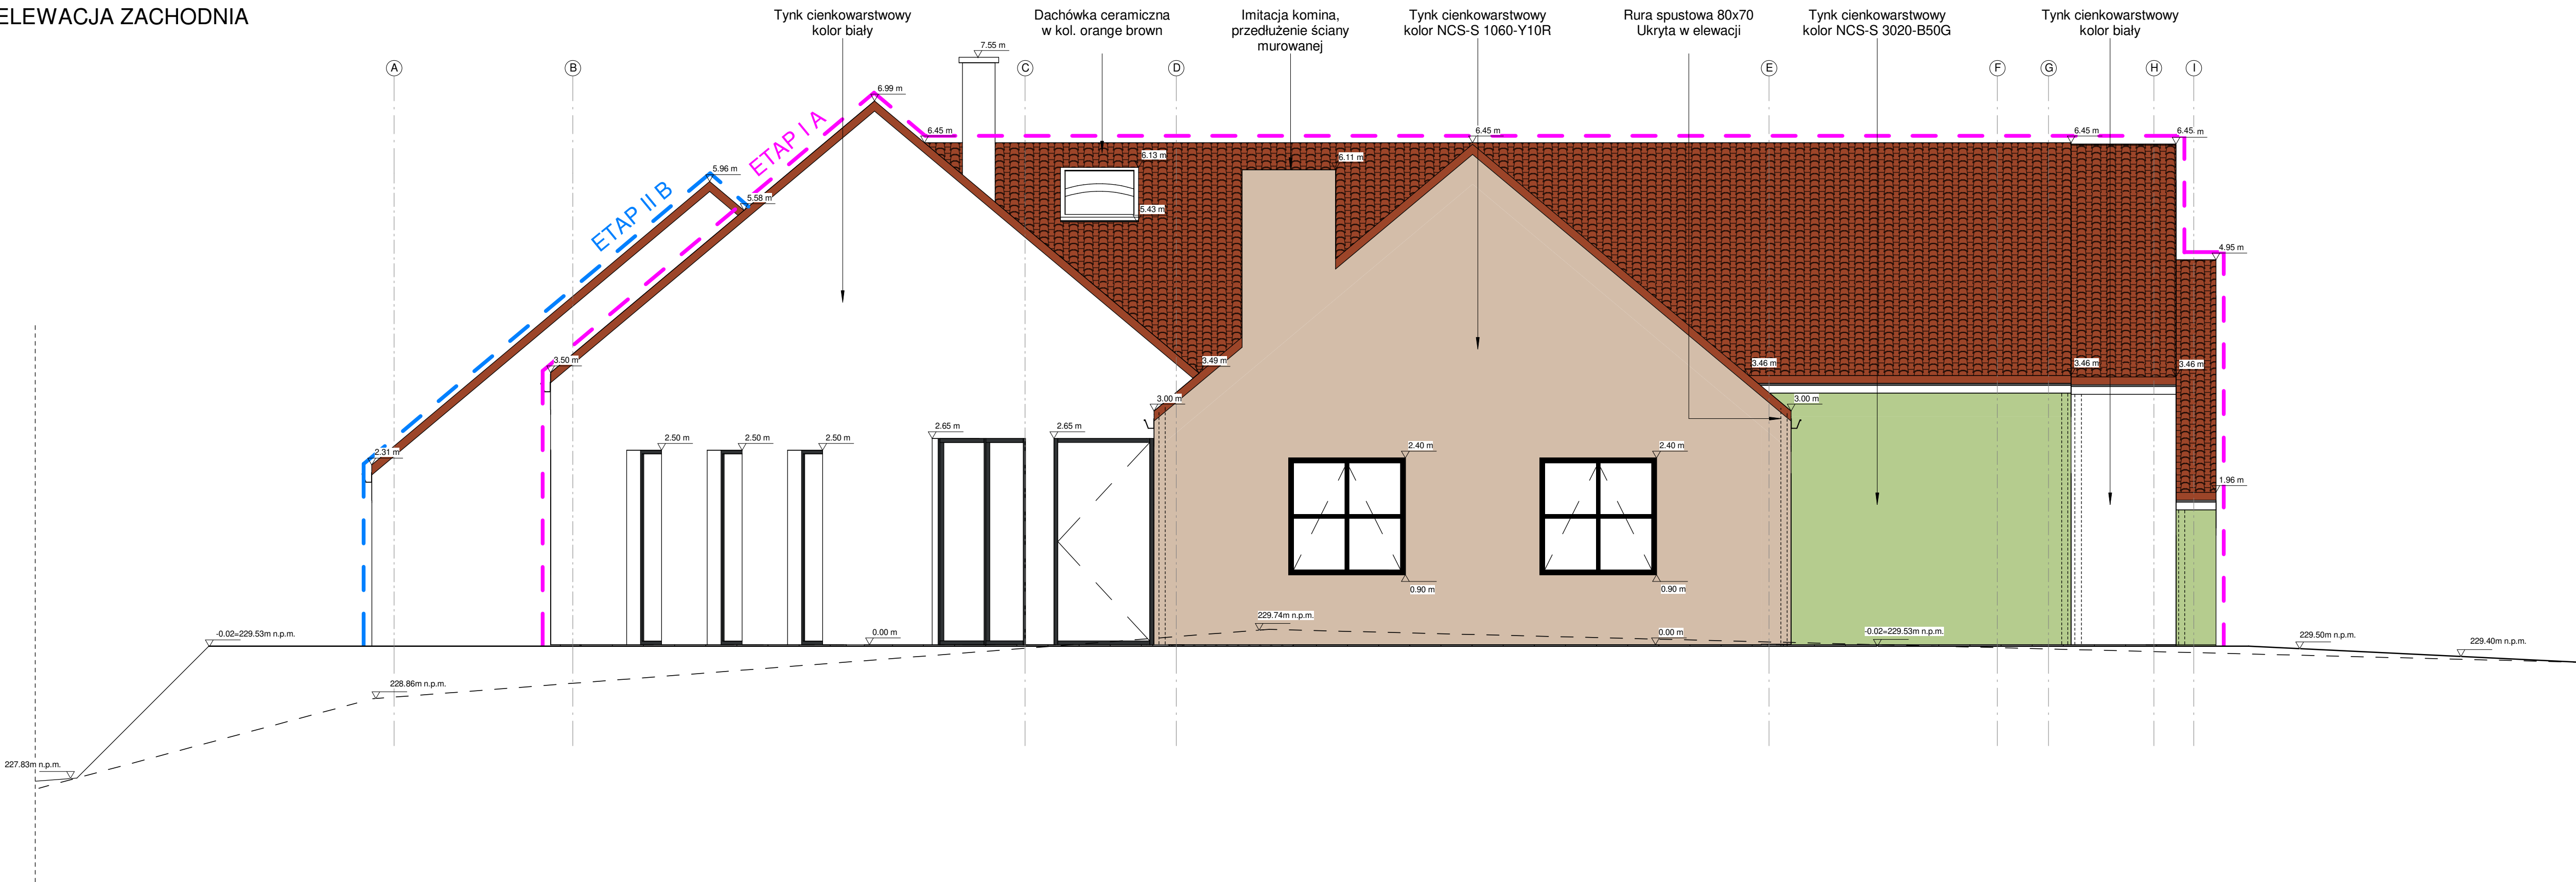 ELEWACJA ZACHODNIA
Tynk cienkowarstwowy
kolor biały
Dachówka ceramiczna
w kol. orange brown
Imitacja komina,
przedłużenie ściany
murowanej
Tynk cienkowarstwowy
kolor NCS-S 1060-Y10R
Rura spustowa 80x70
Ukryta w elewacji
Tynk cienkowarstwowy
kolor NCS-S 3020-B50G
Tynk cienkowarstwowy
kolor biały
7.55 m
A
B
C
D
E
F
G
H
I
6.99 m
ETAP I A
6.45 m
6.45 m
6.45 m
6.45 m
6.13 m
6.11 m
5.96 m
5.58 m
ETAP II B
5.43 m
4.95 m
3.50 m
3.49 m
3.46 m
3.46 m
3.46 m
3.00 m
3.00 m
2.65 m
2.65 m
2.50 m
2.50 m
2.50 m
2.40 m
2.40 m
2.31 m
1.96 m
0.90 m
0.90 m
229.74m n.p.m.
-0.02=229.53m n.p.m.
0.00 m
0.00 m
-0.02=229.53m n.p.m.
229.50m n.p.m.
229.40m n.p.m.
228.86m n.p.m.
227.83m n.p.m.